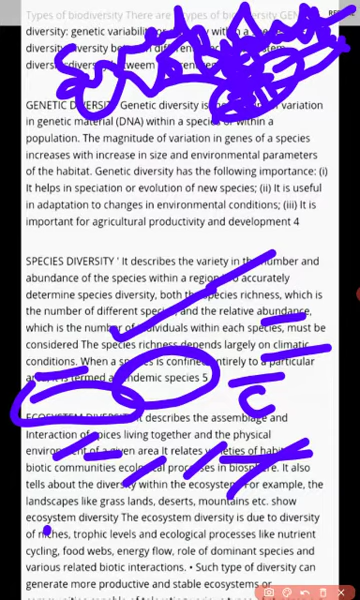 Types of biodiversity There are types of biodiversity GEN
diversity: genetic variability within a
diversity
GENETIC DIVERSITY Genetic diversity is variation
in genetic material (DNA) within a species or within a
population. The magnitude of variation in genes of a species
increases with increase in size and environmental parameters
of the habitat. Genetic diversity has the following importance: (i)
It helps in speciation or evolution of new species; (ii) It is useful
in adaptation to changes in environmental conditions; (iii) It is
important for agricultural productivity and development 4
SPECIES DIVERSITY ' It describes the variety in the number and
abundance of the species within a region To accurately
determine species diversity, both the species richness, which is
the number of different species, and the relative abundance,
which is the number of individuals within each species, must be
considered The species richness depends largely on climatic
conditions. When a species is confined entirely to a particular
area, it is termed endemic species 5
ECOSYSTEM DIVERSITY It describes the assemblage and
Interaction of spices living together and the physical
environment of a given area It relates varieties of habitats,
biotic communities ecological processes in biosphere. It also
tells about the diversity within the ecosystem. For example, the
landscapes like grass lands, deserts, mountains etc. show
ecosystem diversity The ecosystem diversity is due to diversity
of niches, trophic levels and ecological processes like nutrient
cycling, food webs, energy flow, role of dominant species and
various related biotic interactions. • Such type of diversity can
generate more productive and stable ecosystems or